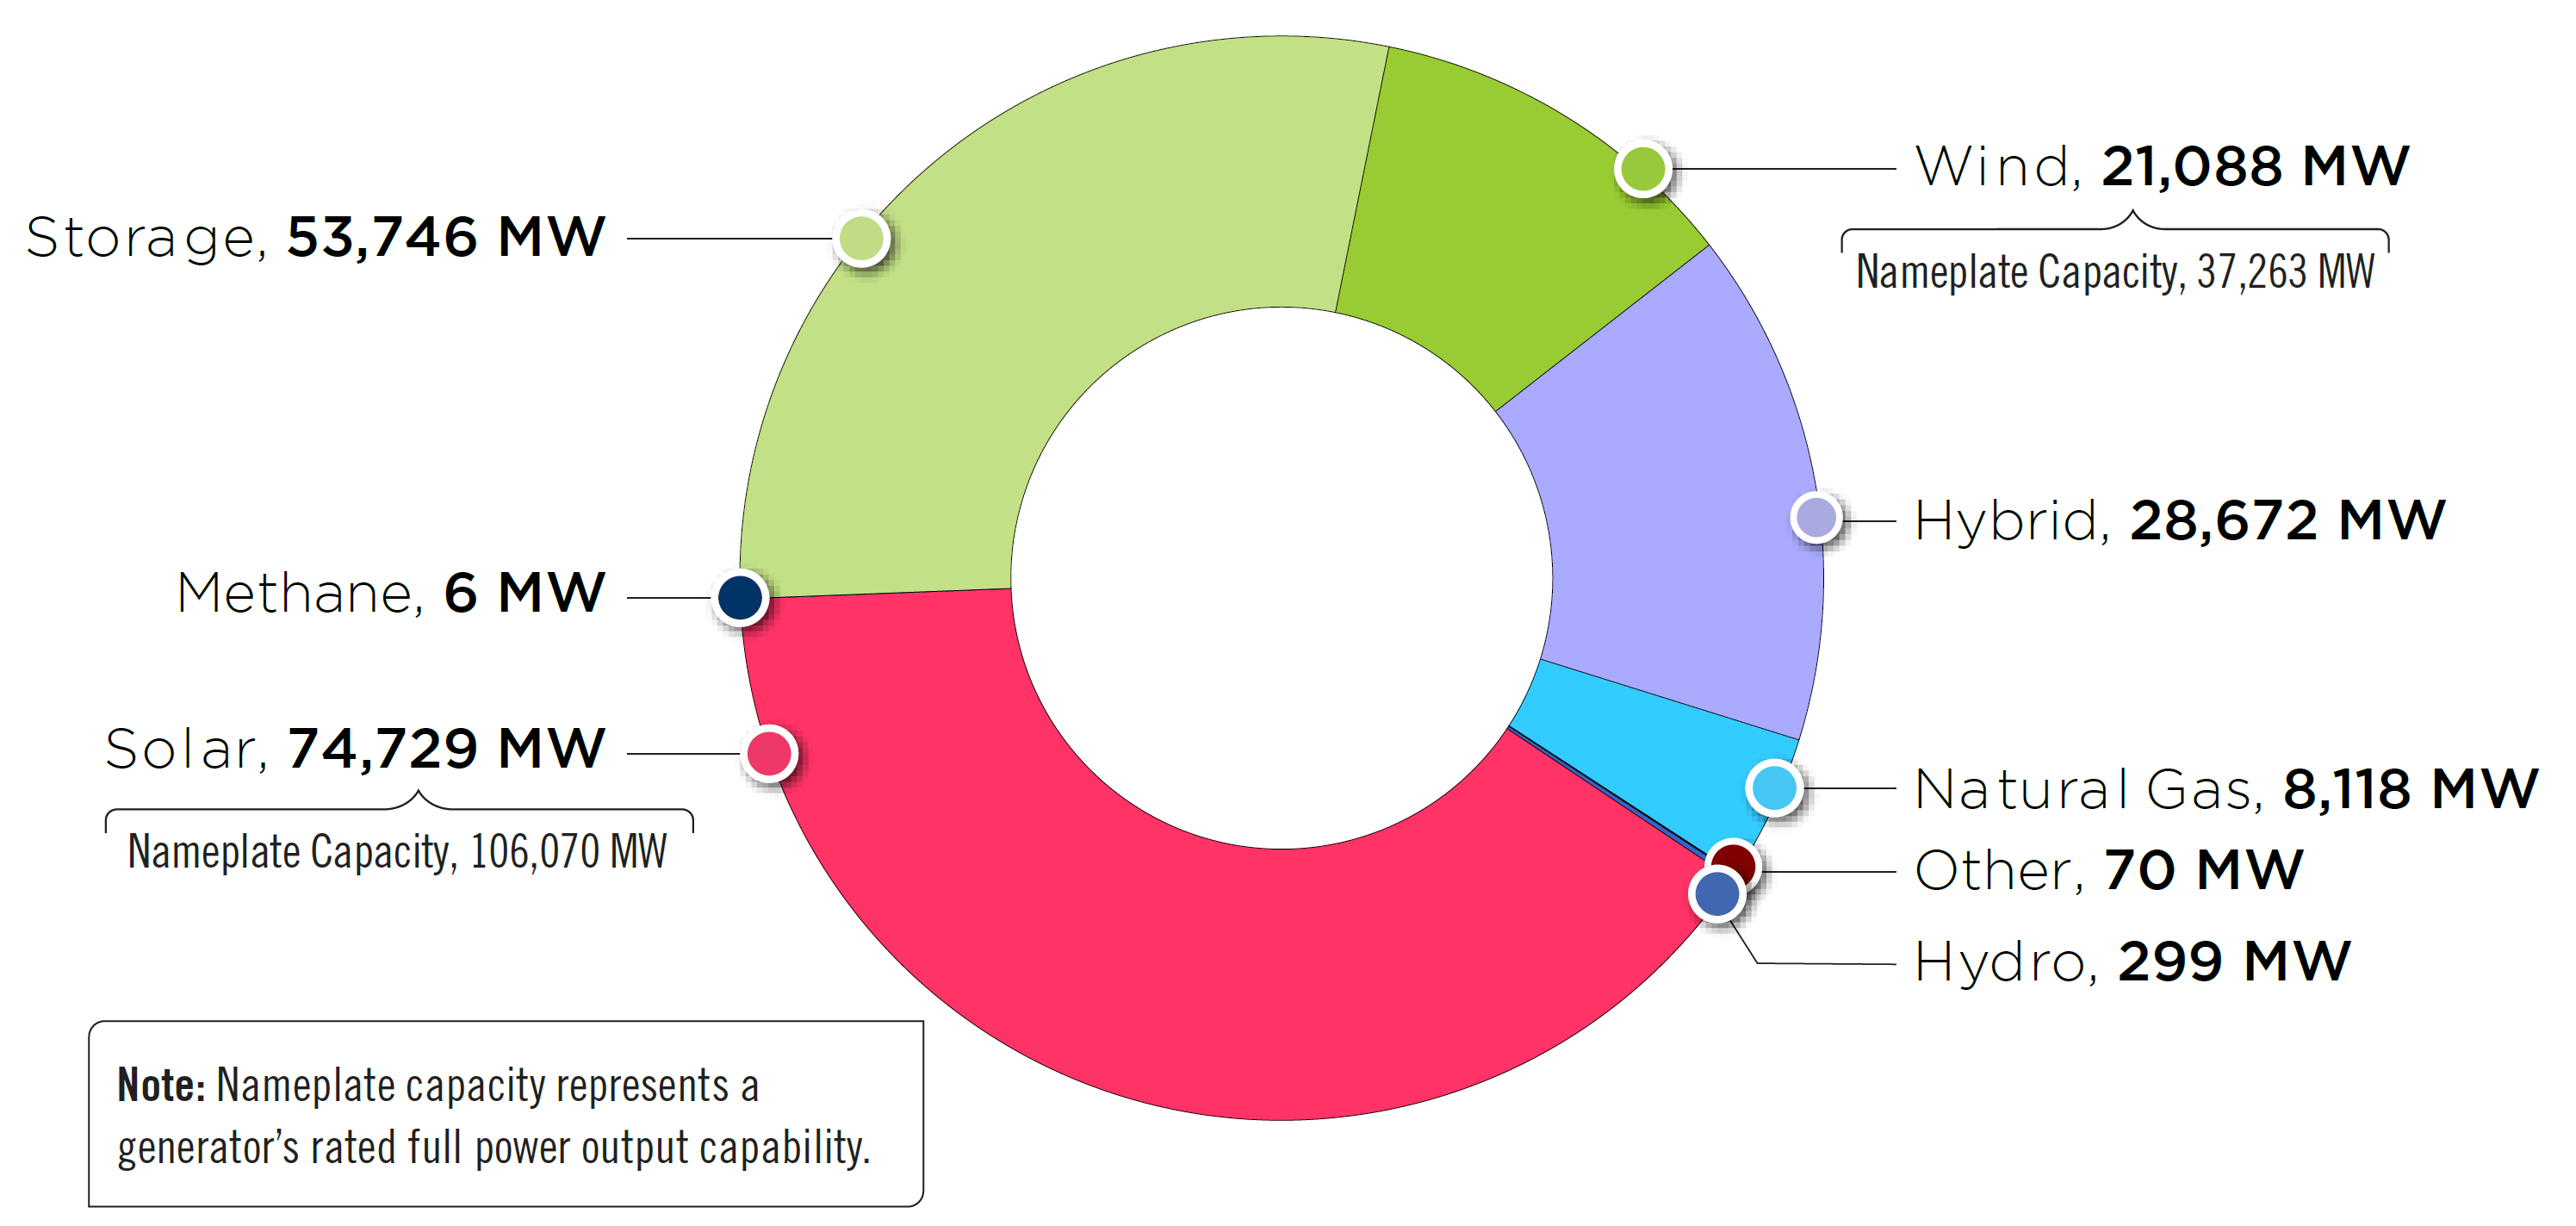 Storage, 53,746 MW
Methane, 6 MW
Solar, 74,729 MW
Nameplate Capacity, 106,070 MW
Note: Nameplate capacity represents a
generator’s rated full power output capability.
Wind, 21,088 MW
Nameplate Capacity, 37,263 MW
Hybrid, 28,672 MW
Natural Gas, 8,118 MW
Other, 70 MW
Hydro, 299 MW